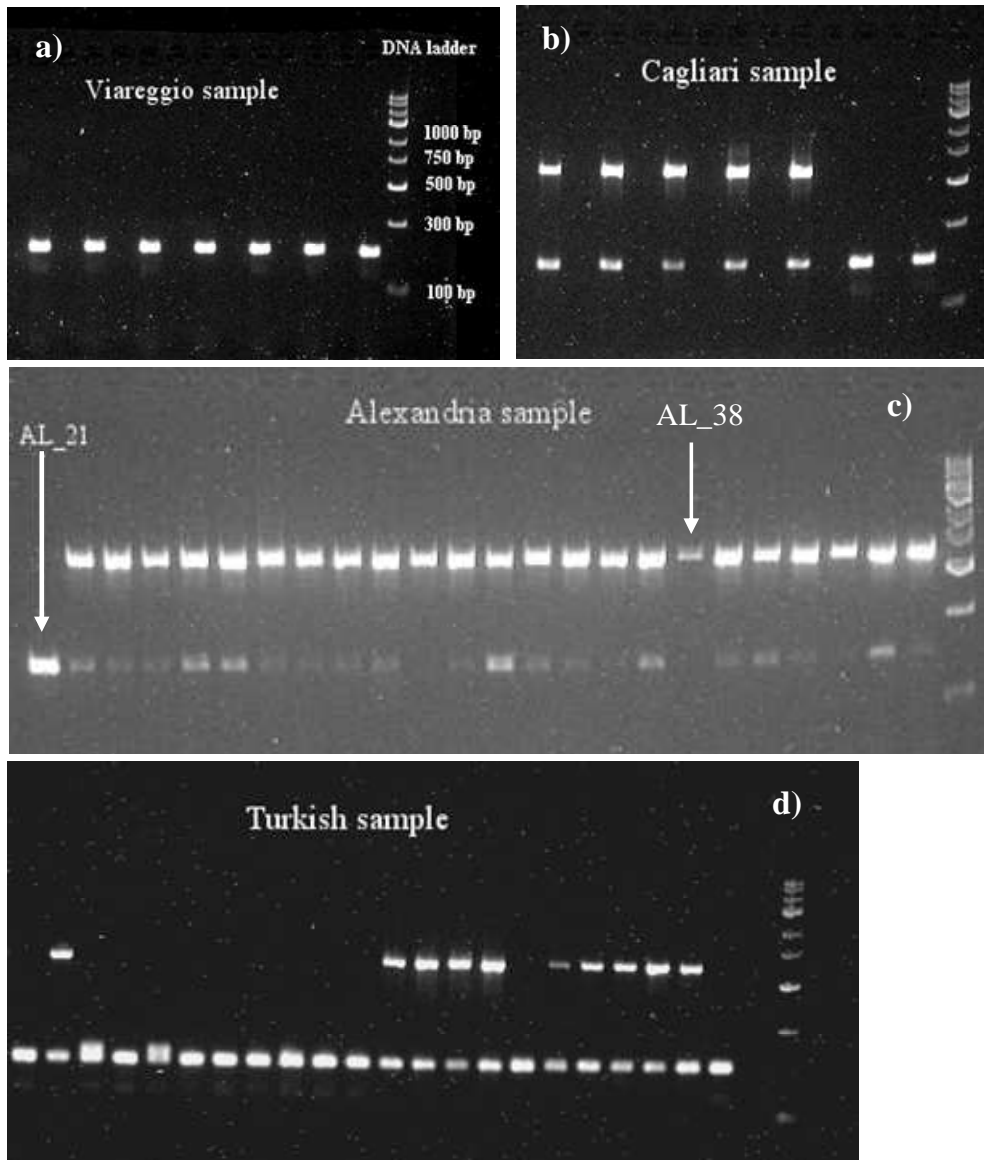 a)
DNA ladder
Viareggio sample
1000 bp
750 bp
500 bp
300 bp
100 bp
b)
Cagliari sample
Alexandria sample
c)
AL_21
AL_38
Turkish sample
d)